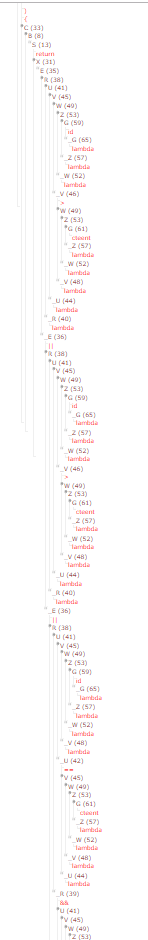 )
{
C (33)
B (8)
S (13)
return
X (31)
E (35)
R (38)
U (41)
V (45)
W (49)
Z (53)
G (59)
id
_G (65)
lambda
_Z (57)
lambda
_W (52)
lambda
_V (46)
>
W (49)
Z (53)
G (61)
cteent
_Z (57)
lambda
_W (52)
lambda
_V (48)
lambda
_U (44)
lambda
_R (40)
lambda
_E (36)
||
R (38)
U (41)
V (45)
W (49)
Z (53)
G (59)
id
_G (65)
lambda
_Z (57)
lambda
_W (52)
lambda
_V (46)
>
W (49)
Z (53)
G (61)
cteent
_Z (57)
lambda
_W (52)
lambda
_V (48)
lambda
_U (44)
lambda
_R (40)
lambda
_E (36)
||
R (38)
U (41)
V (45)
W (49)
Z (53)
G (59)
id
_G (65)
lambda
_Z (57)
lambda
_W (52)
lambda
_V (48)
lambda
_U (42)
==
V (45)
W (49)
Z (53)
G (61)
cteent
_Z (57)
lambda
_W (52)
lambda
_V (48)
lambda
_U (44)
lambda
_R (39)
&&
U (41)
V (45)
W (49)
Z (53)